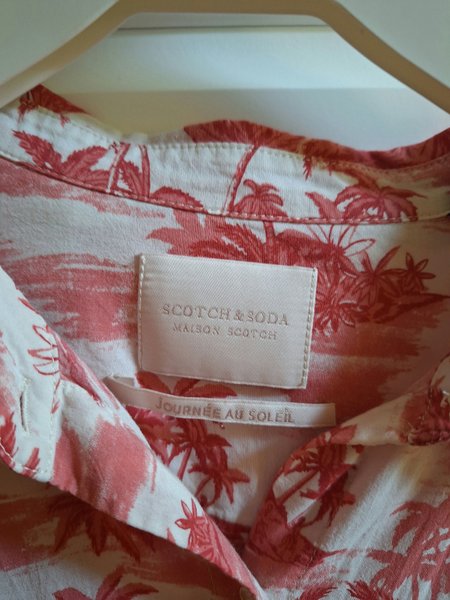 SCOTCH & SODA
MAISON SCOTCH
JOURNÉE AU SOLEIL